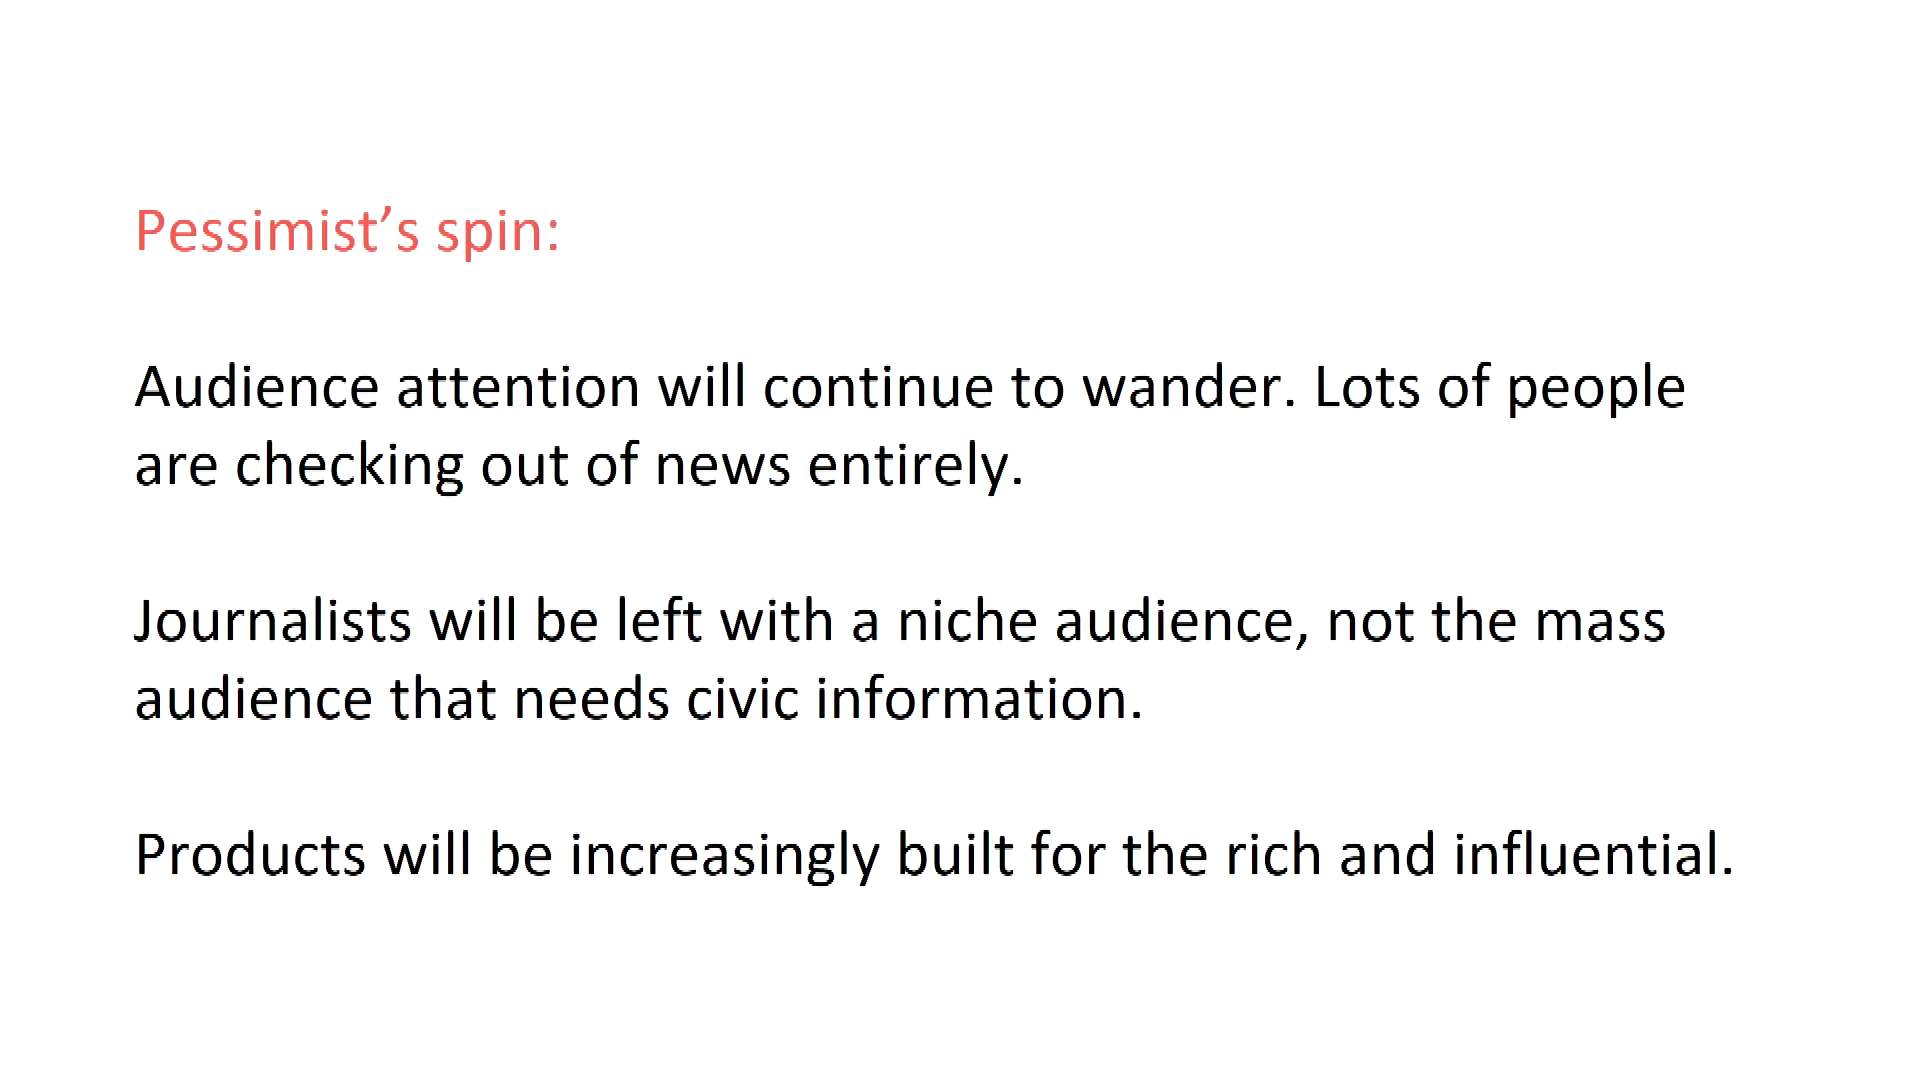 Pessimist’s spin:
Audience attention will continue to wander. Lots of people
are checking out of news entirely.
Journalists will be left with a niche audience, not the mass
audience that needs civic information.
Products will be increasingly built for the rich and influential.